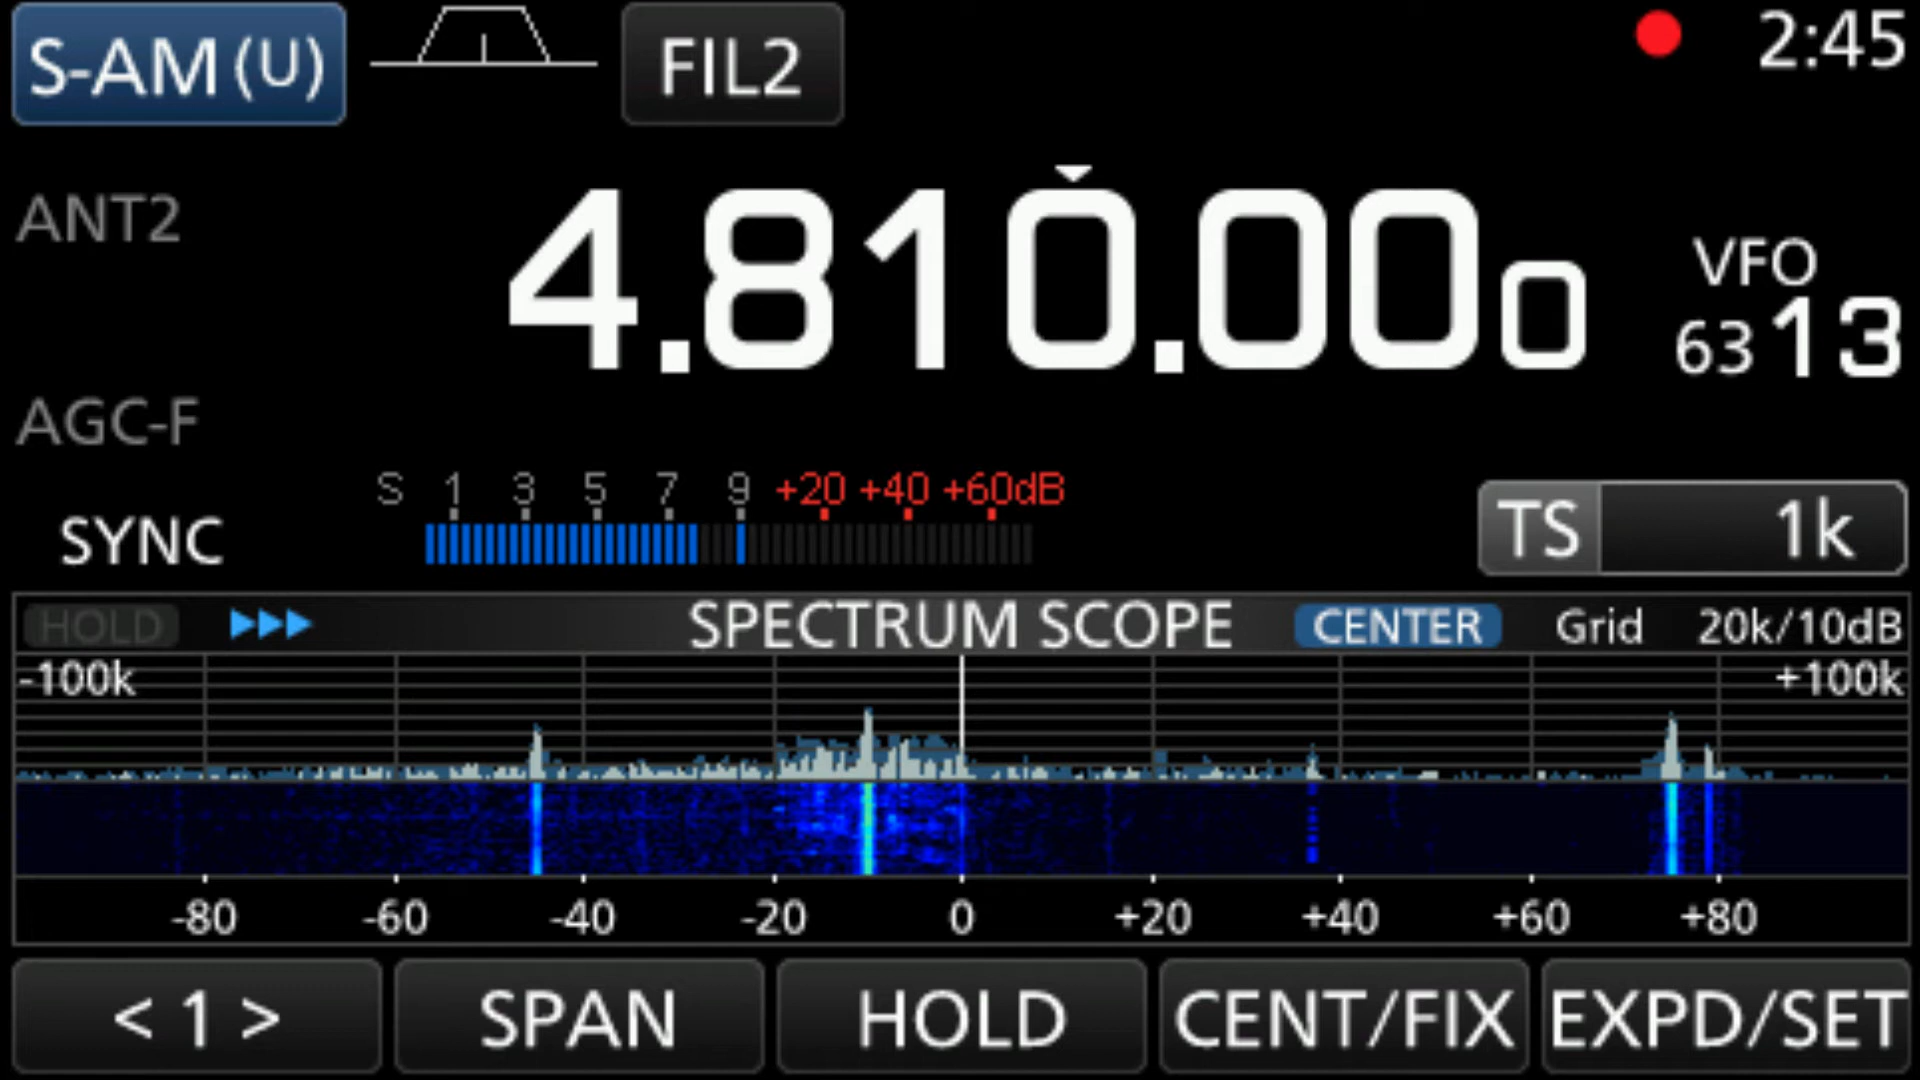 S-AM (U) FIL2 2:45
ANT2
4.810.000
VFO
63 13
AGC-F
S 1 3 5 7 9 +20 +40 +60dB
SYNC
TS 1k
HOLD SPECTRUM SCOPE CENTER Grid 20k/10dB
-100k +100k
-80 -60 -40 -20 0 +20 +40 +60 +80
< 1 > SPAN HOLD CENT/FIX EXPD/SET